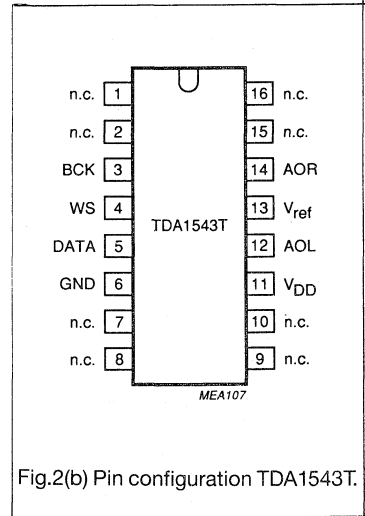 n.c. 1 16 n.c.
n.c. 2 15 n.c.
BCK 3 14 AOR
WS 4 13 Vref
TDA1543T
DATA 5 12 AOL
GND 6 11 VDD
n.c. 7 10 n.c.
n.c. 8 9 n.c.
MEA107
Fig.2(b) Pin configuration TDA1543T.